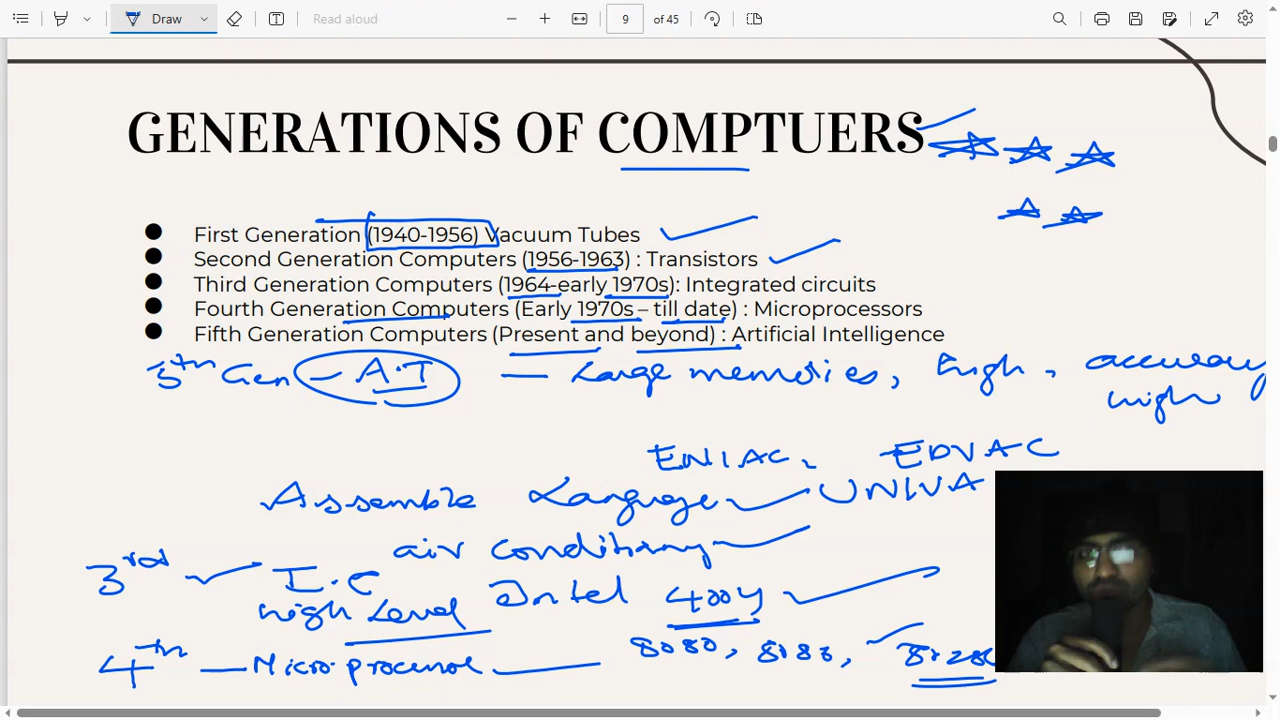 Draw
Read aloud
9 of 45
GENERATIONS OF COMPTUERS
First Generation (1940-1956) Vacuum Tubes
Second Generation Computers (1956-1963) : Transistors
Third Generation Computers (1964-early 1970s): Integrated circuits
Fourth Generation Computers (Early 1970s – till date) : Microprocessors
Fifth Generation Computers (Present and beyond) : Artificial Intelligence
5th Gen – A.I — Large memories, high, accuracy
high
ENIAC, EDVAC
Assemble Language UNIVA
air conditionary
3rd I.C
high Level Intel 4004
4th — Micro procenor 8080,